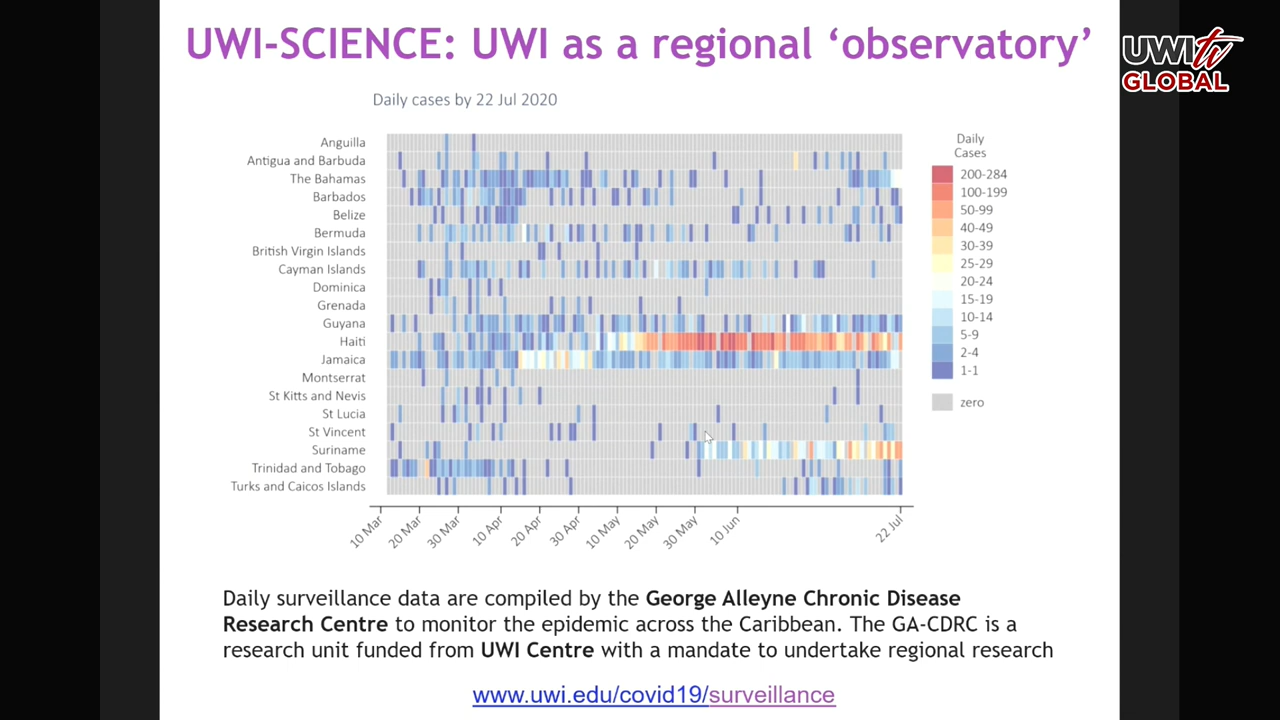 UWI-SCIENCE: UWI as a regional ‘observatory’
UWItv
GLOBAL
Daily cases by 22 Jul 2020
Anguilla
Antigua and Barbuda
The Bahamas
Barbados
Belize
Bermuda
British Virgin Islands
Cayman Islands
Dominica
Grenada
Guyana
Haiti
Jamaica
Montserrat
St Kitts and Nevis
St Lucia
St Vincent
Suriname
Trinidad and Tobago
Turks and Caicos Islands
10 Mar
20 Mar
30 Mar
10 Apr
20 Apr
30 Apr
10 May
20 May
30 May
10 Jun
22 Jul
Daily
Cases
200-284
100-199
50-99
40-49
30-39
25-29
20-24
15-19
10-14
5-9
2-4
1-1
zero
Daily surveillance data are compiled by the George Alleyne Chronic Disease
Research Centre to monitor the epidemic across the Caribbean. The GA-CDRC is a
research unit funded from UWI Centre with a mandate to undertake regional research
www.uwi.edu/covid19/surveillance